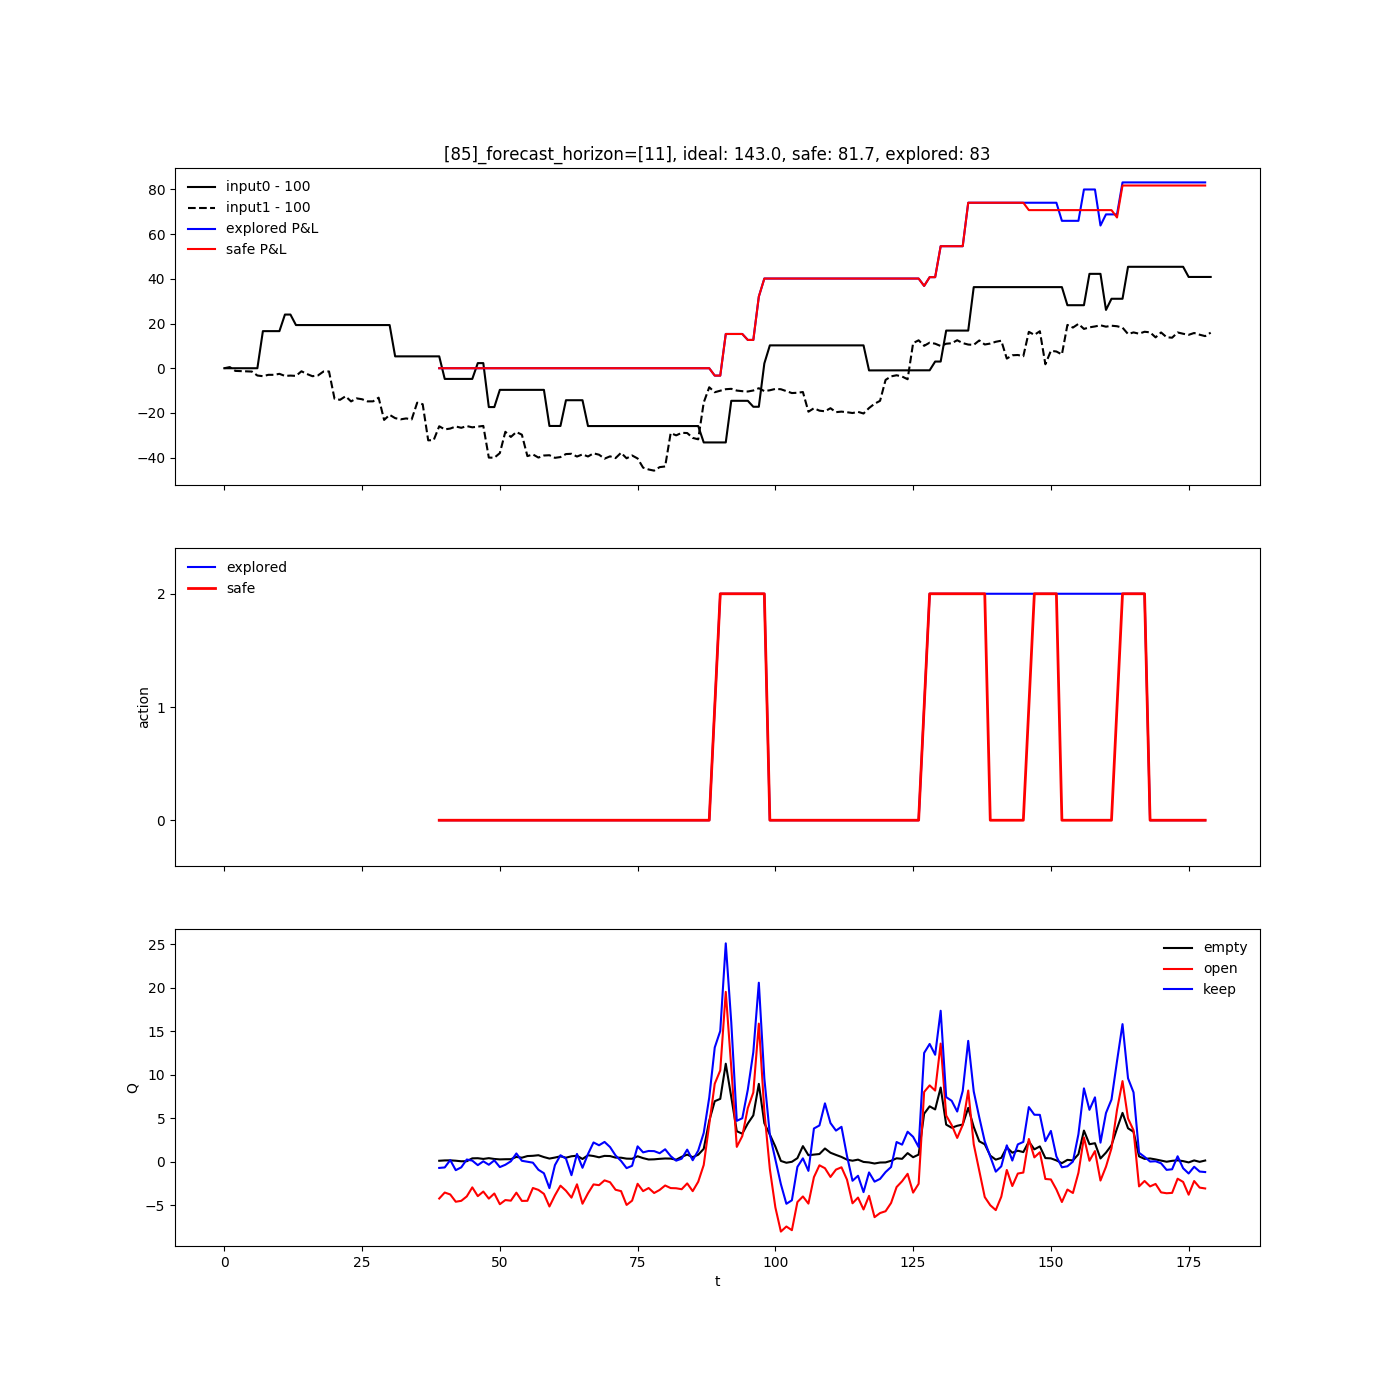 [85]_forecast_horizon=[11], ideal: 143.0, safe: 81.7, explored: 83
input0 - 100
input1 - 100
explored P&L
safe P&L
80
60
40
20
0
−20
−40
explored
safe
2
1
0
action
empty
open
keep
25
20
15
10
5
0
−5
Q
0 25 50 75 100 125 150 175
t